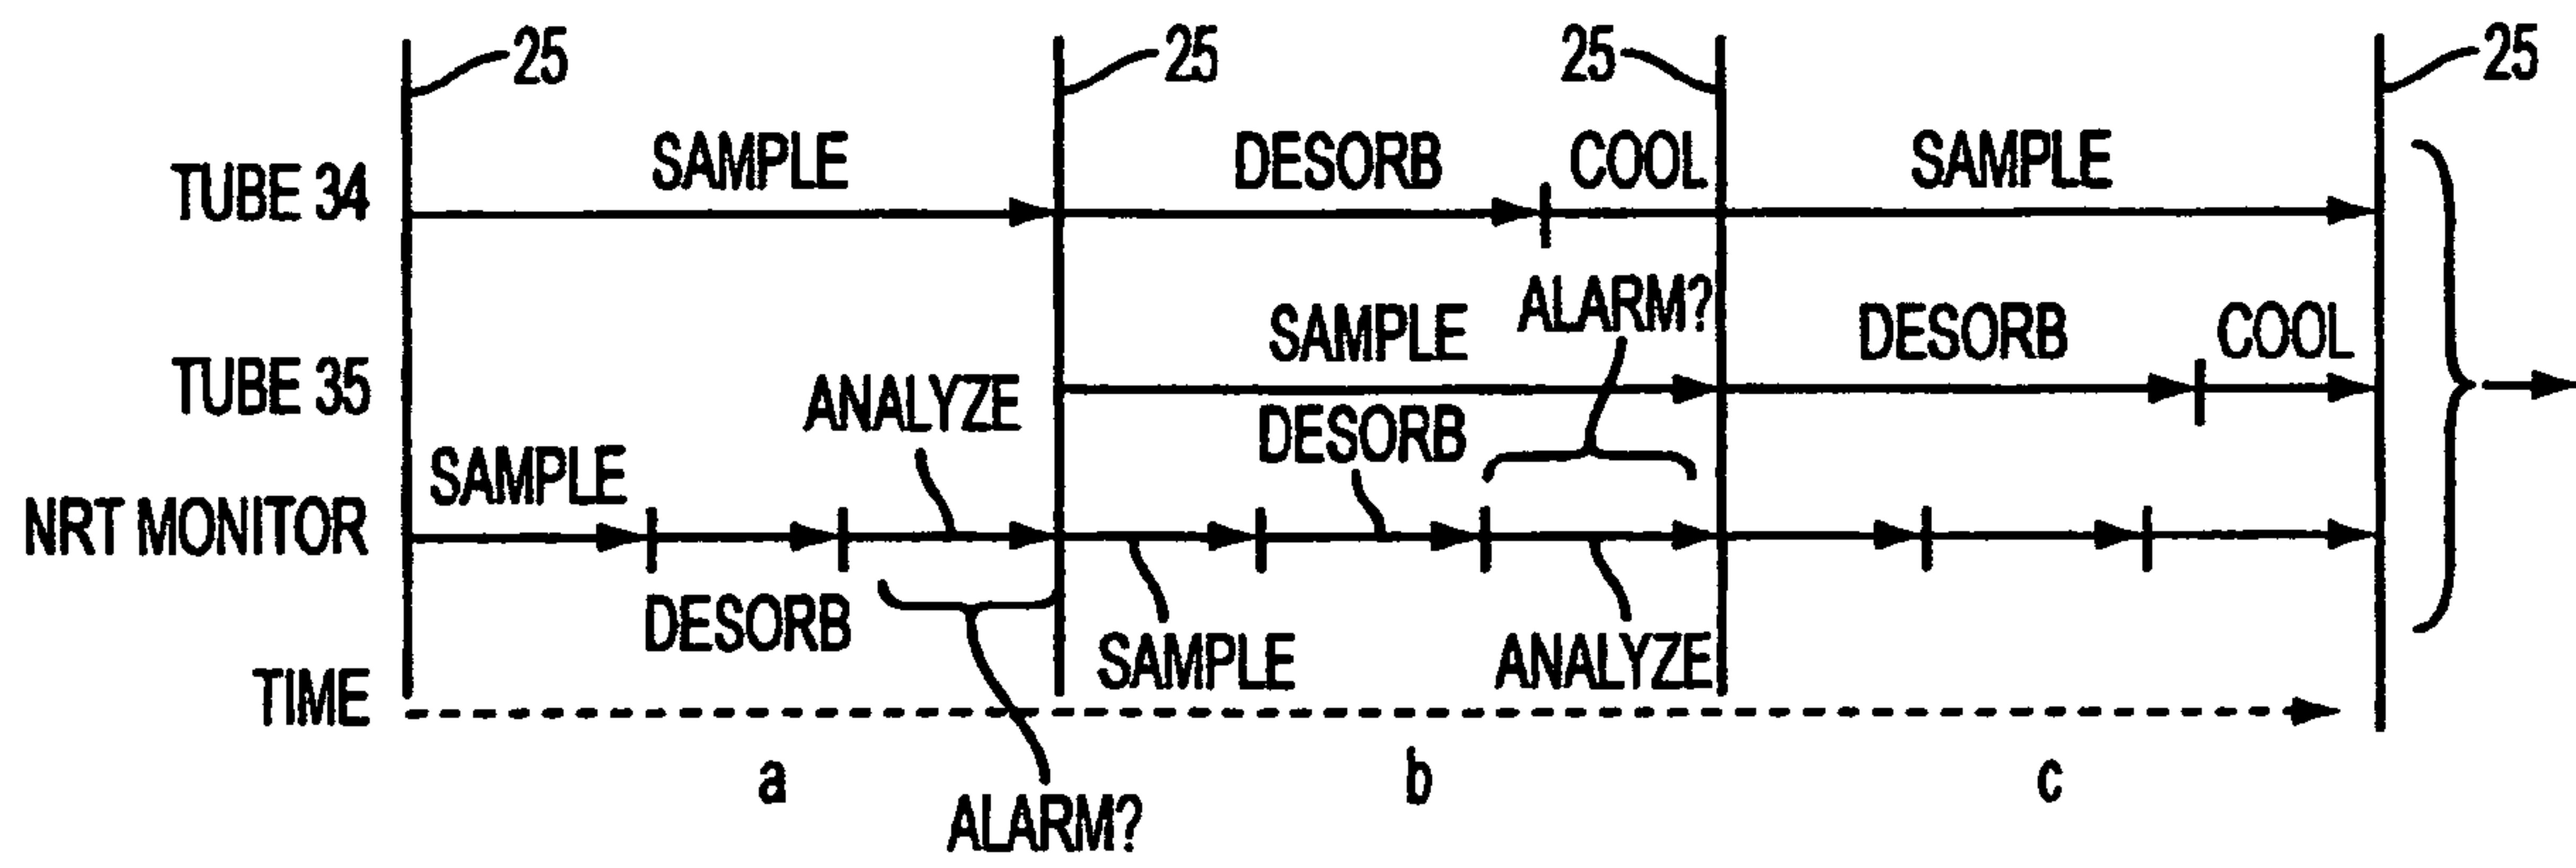 25 25 25 25
SAMPLE DESORB COOL SAMPLE
TUBE 34
ALARM?
SAMPLE DESORB COOL
TUBE 35
ANALYZE DESORB
SAMPLE
NRT MONITOR
DESORB
SAMPLE ANALYZE
TIME
a b c
ALARM?